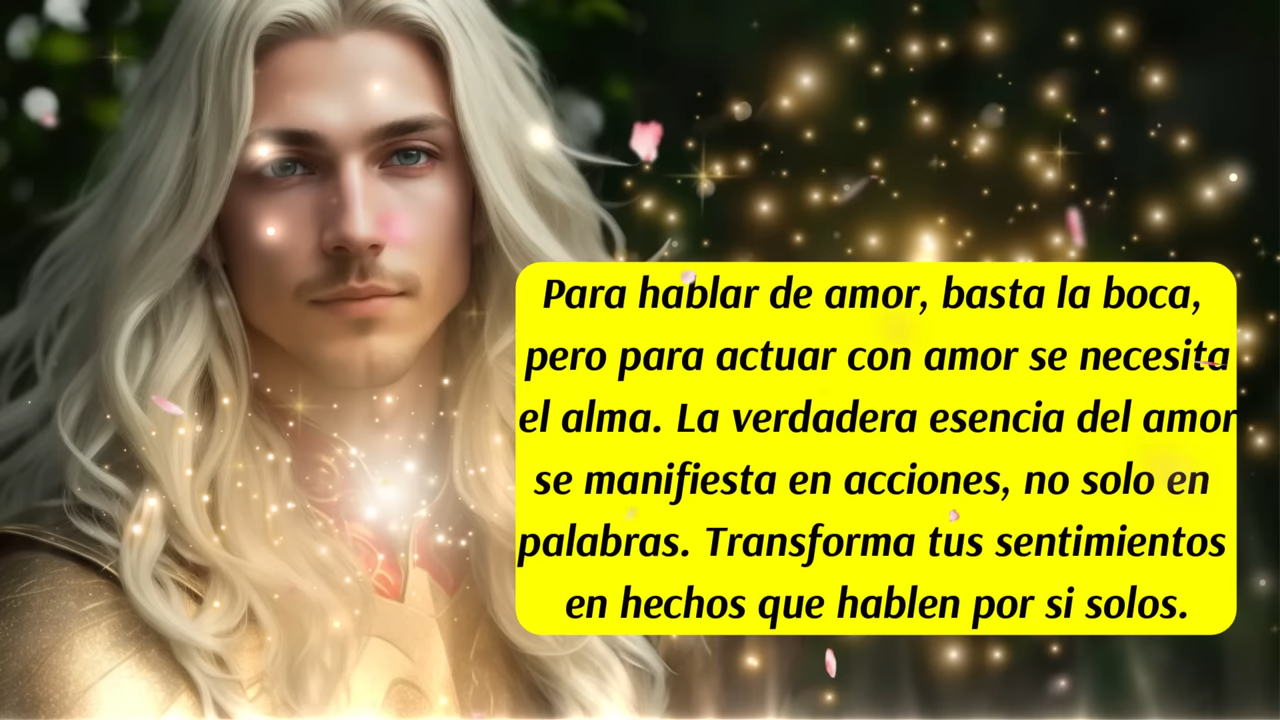 Para hablar de amor, basta la boca,
pero para actuar con amor se necesita
el alma. La verdadera esencia del amor
se manifiesta en acciones, no solo en
palabras. Transforma tus sentimientos
en hechos que hablen por si solos.